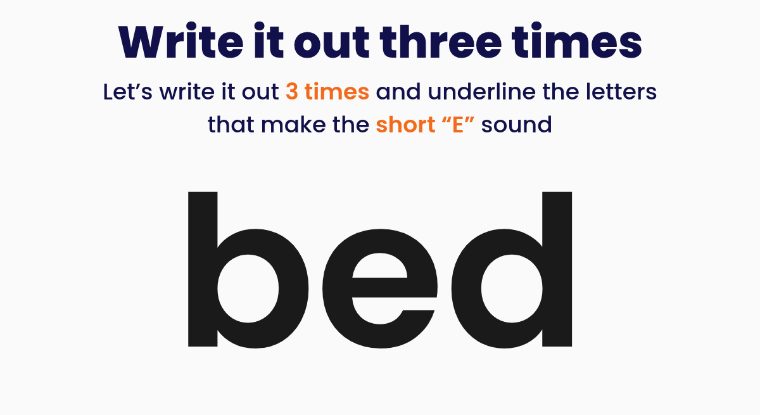 Write it out three times
Let’s write it out 3 times and underline the letters
that make the short “E” sound
bed